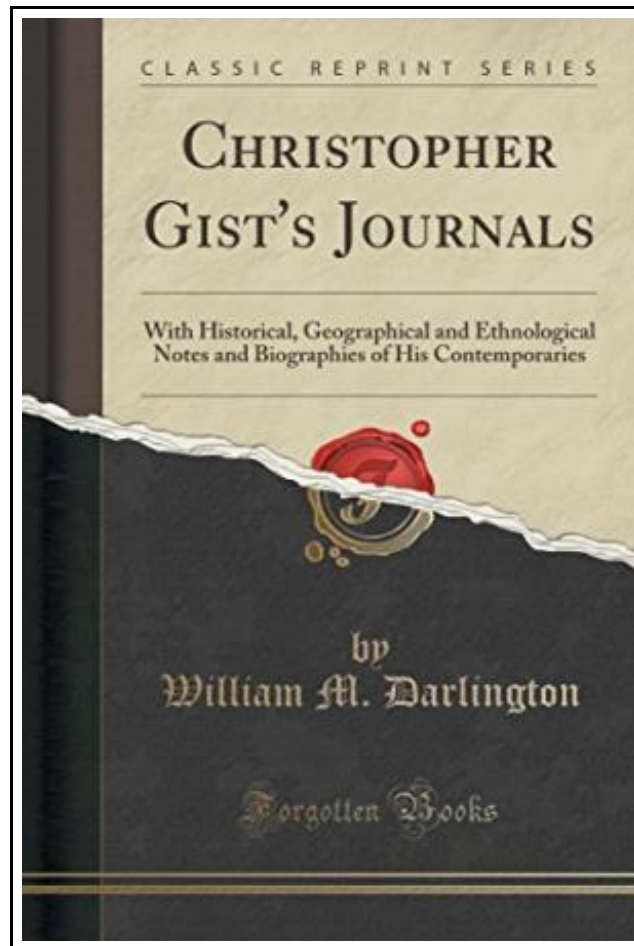 CLASSIC REPRINT SERIES
CHRISTOPHER
GIST'S JOURNALS
With Historical, Geographical and Ethnological
Notes and Biographies of His Contemporaries
by
William M. Darlington
Forgotten Books